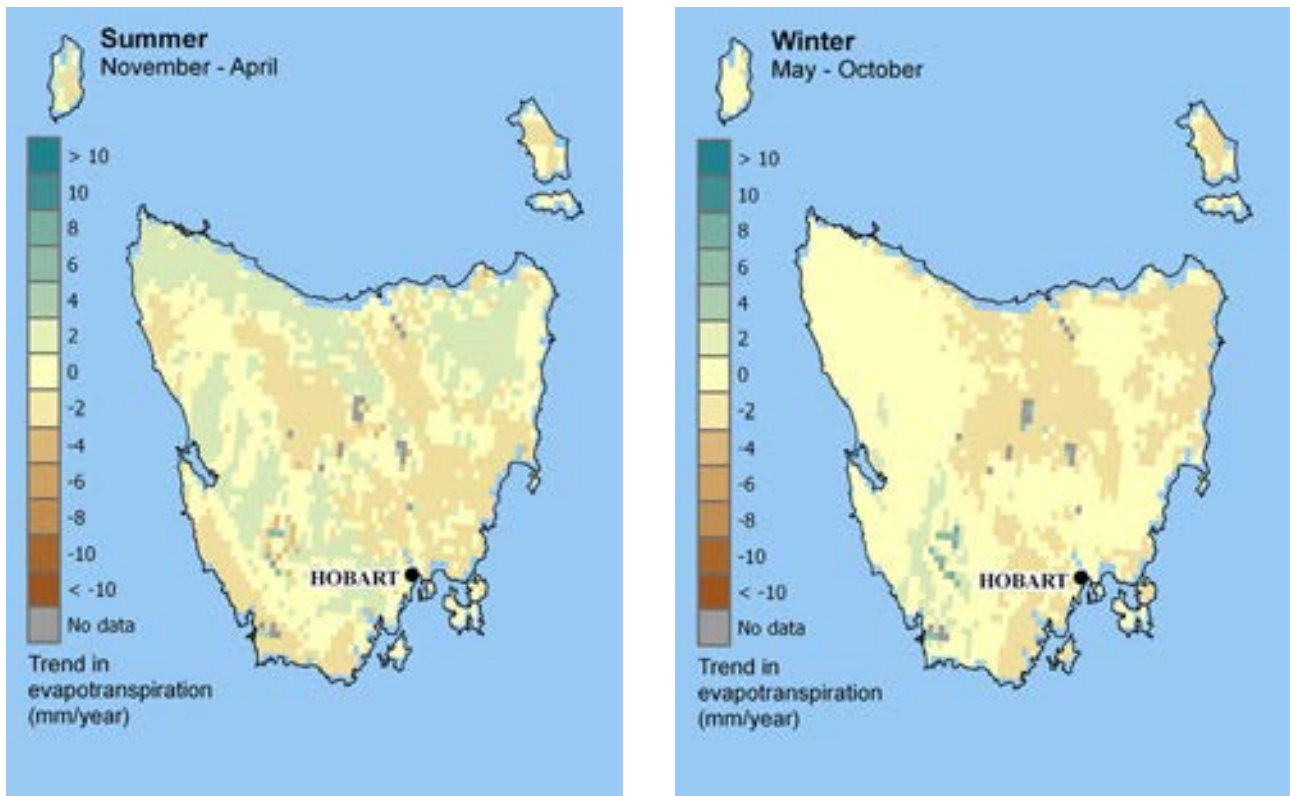 Summer
November - April
> 10
10
8
6
4
2
0
-2
-4
-6
-8
-10
< -10
No data
Trend in
evapotranspiration
(mm/year)
HOBART
Winter
May - October
> 10
10
8
6
4
2
0
-2
-4
-6
-8
-10
< -10
No data
Trend in
evapotranspiration
(mm/year)
HOBART